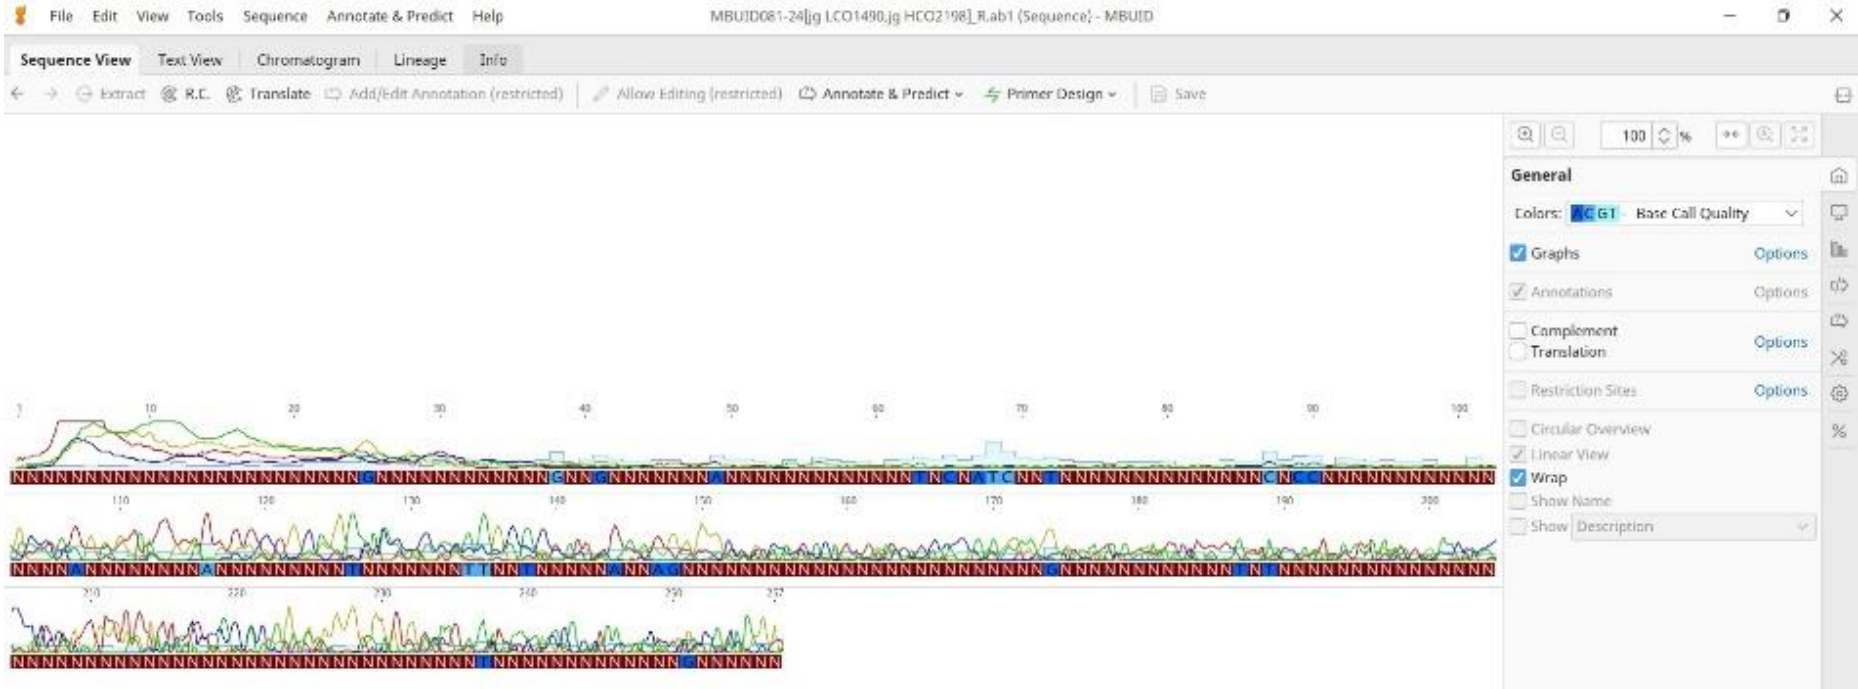 File Edit View Tools Sequence Annotate & Predict Help
MBUID081-24[jg LCO1490,jg HCO2198]_R.ab1 (Sequence) - MBUID
Sequence View Text View Chromatogram Lineage Info
Extract R.C. Translate Add/Edit Annotation (restricted) Allow Editing (restricted) Annotate & Predict Primer Design Save
100 %
General
Colors: ACGT - Base Call Quality
Graphs Options
Annotations Options
Complement
Translation Options
Restriction Sites Options
Circular Overview
Linear View
Wrap
Show Name
Show Description
1 10 20 30 40 50 60 70 80 90 100
110 120 130 140 150 160 170 180 190 200
210 220 230 240 250 257